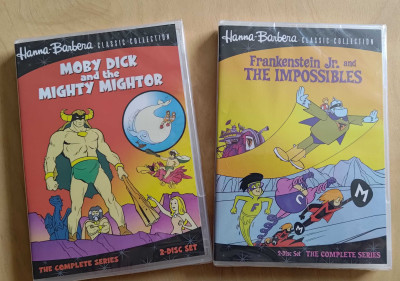 Hanna-Barbera CLASSIC COLLECTION
MOBY DICK
and the
MIGHTY MIGHTOR
THE COMPLETE SERIES
2-DISC SET
Hanna-Barbera CLASSIC COLLECTION
Frankenstein Jr. and
THE IMPOSSIBLES
F
M
M
2-Disc Set THE COMPLETE SERIES